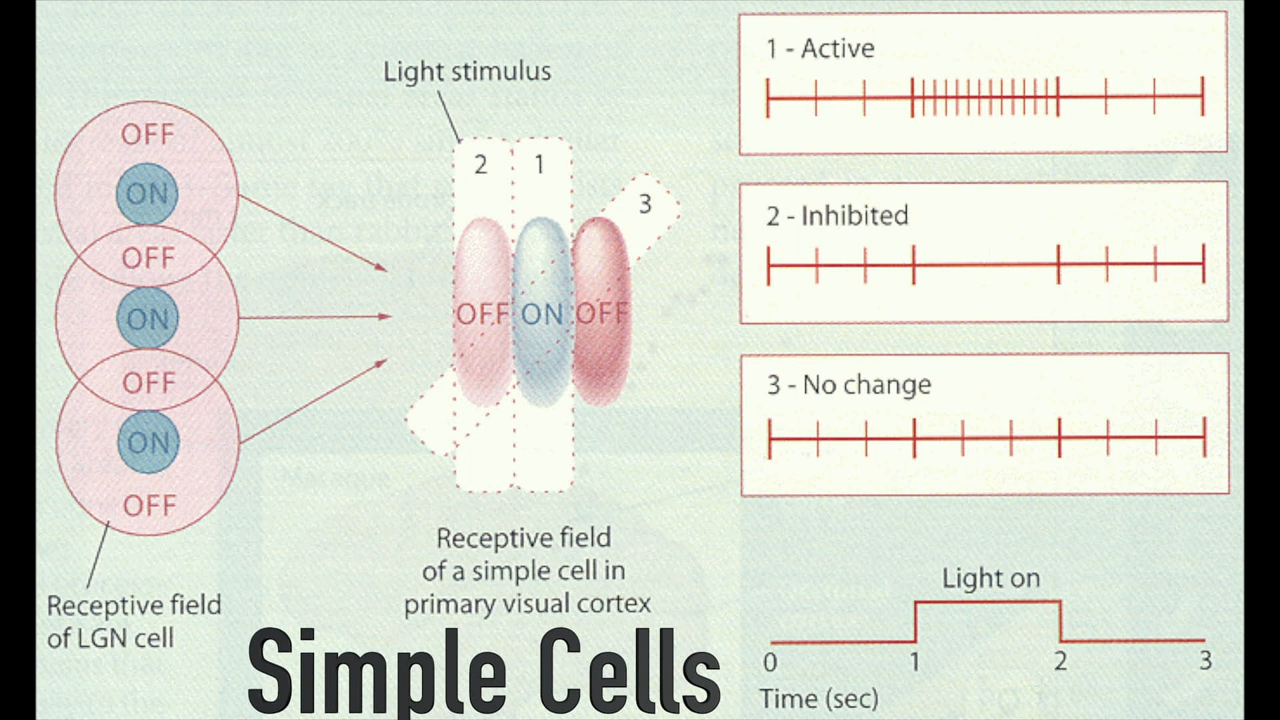 OFF
ON
OFF
ON
OFF
ON
OFF
Receptive field
of LGN cell
Light stimulus
2
1
3
OFF
ON
OFF
Receptive field
of a simple cell in
primary visual cortex
Simple Cells
1 - Active
2 - Inhibited
3 - No change
Light on
0
1
2
3
Time (sec)